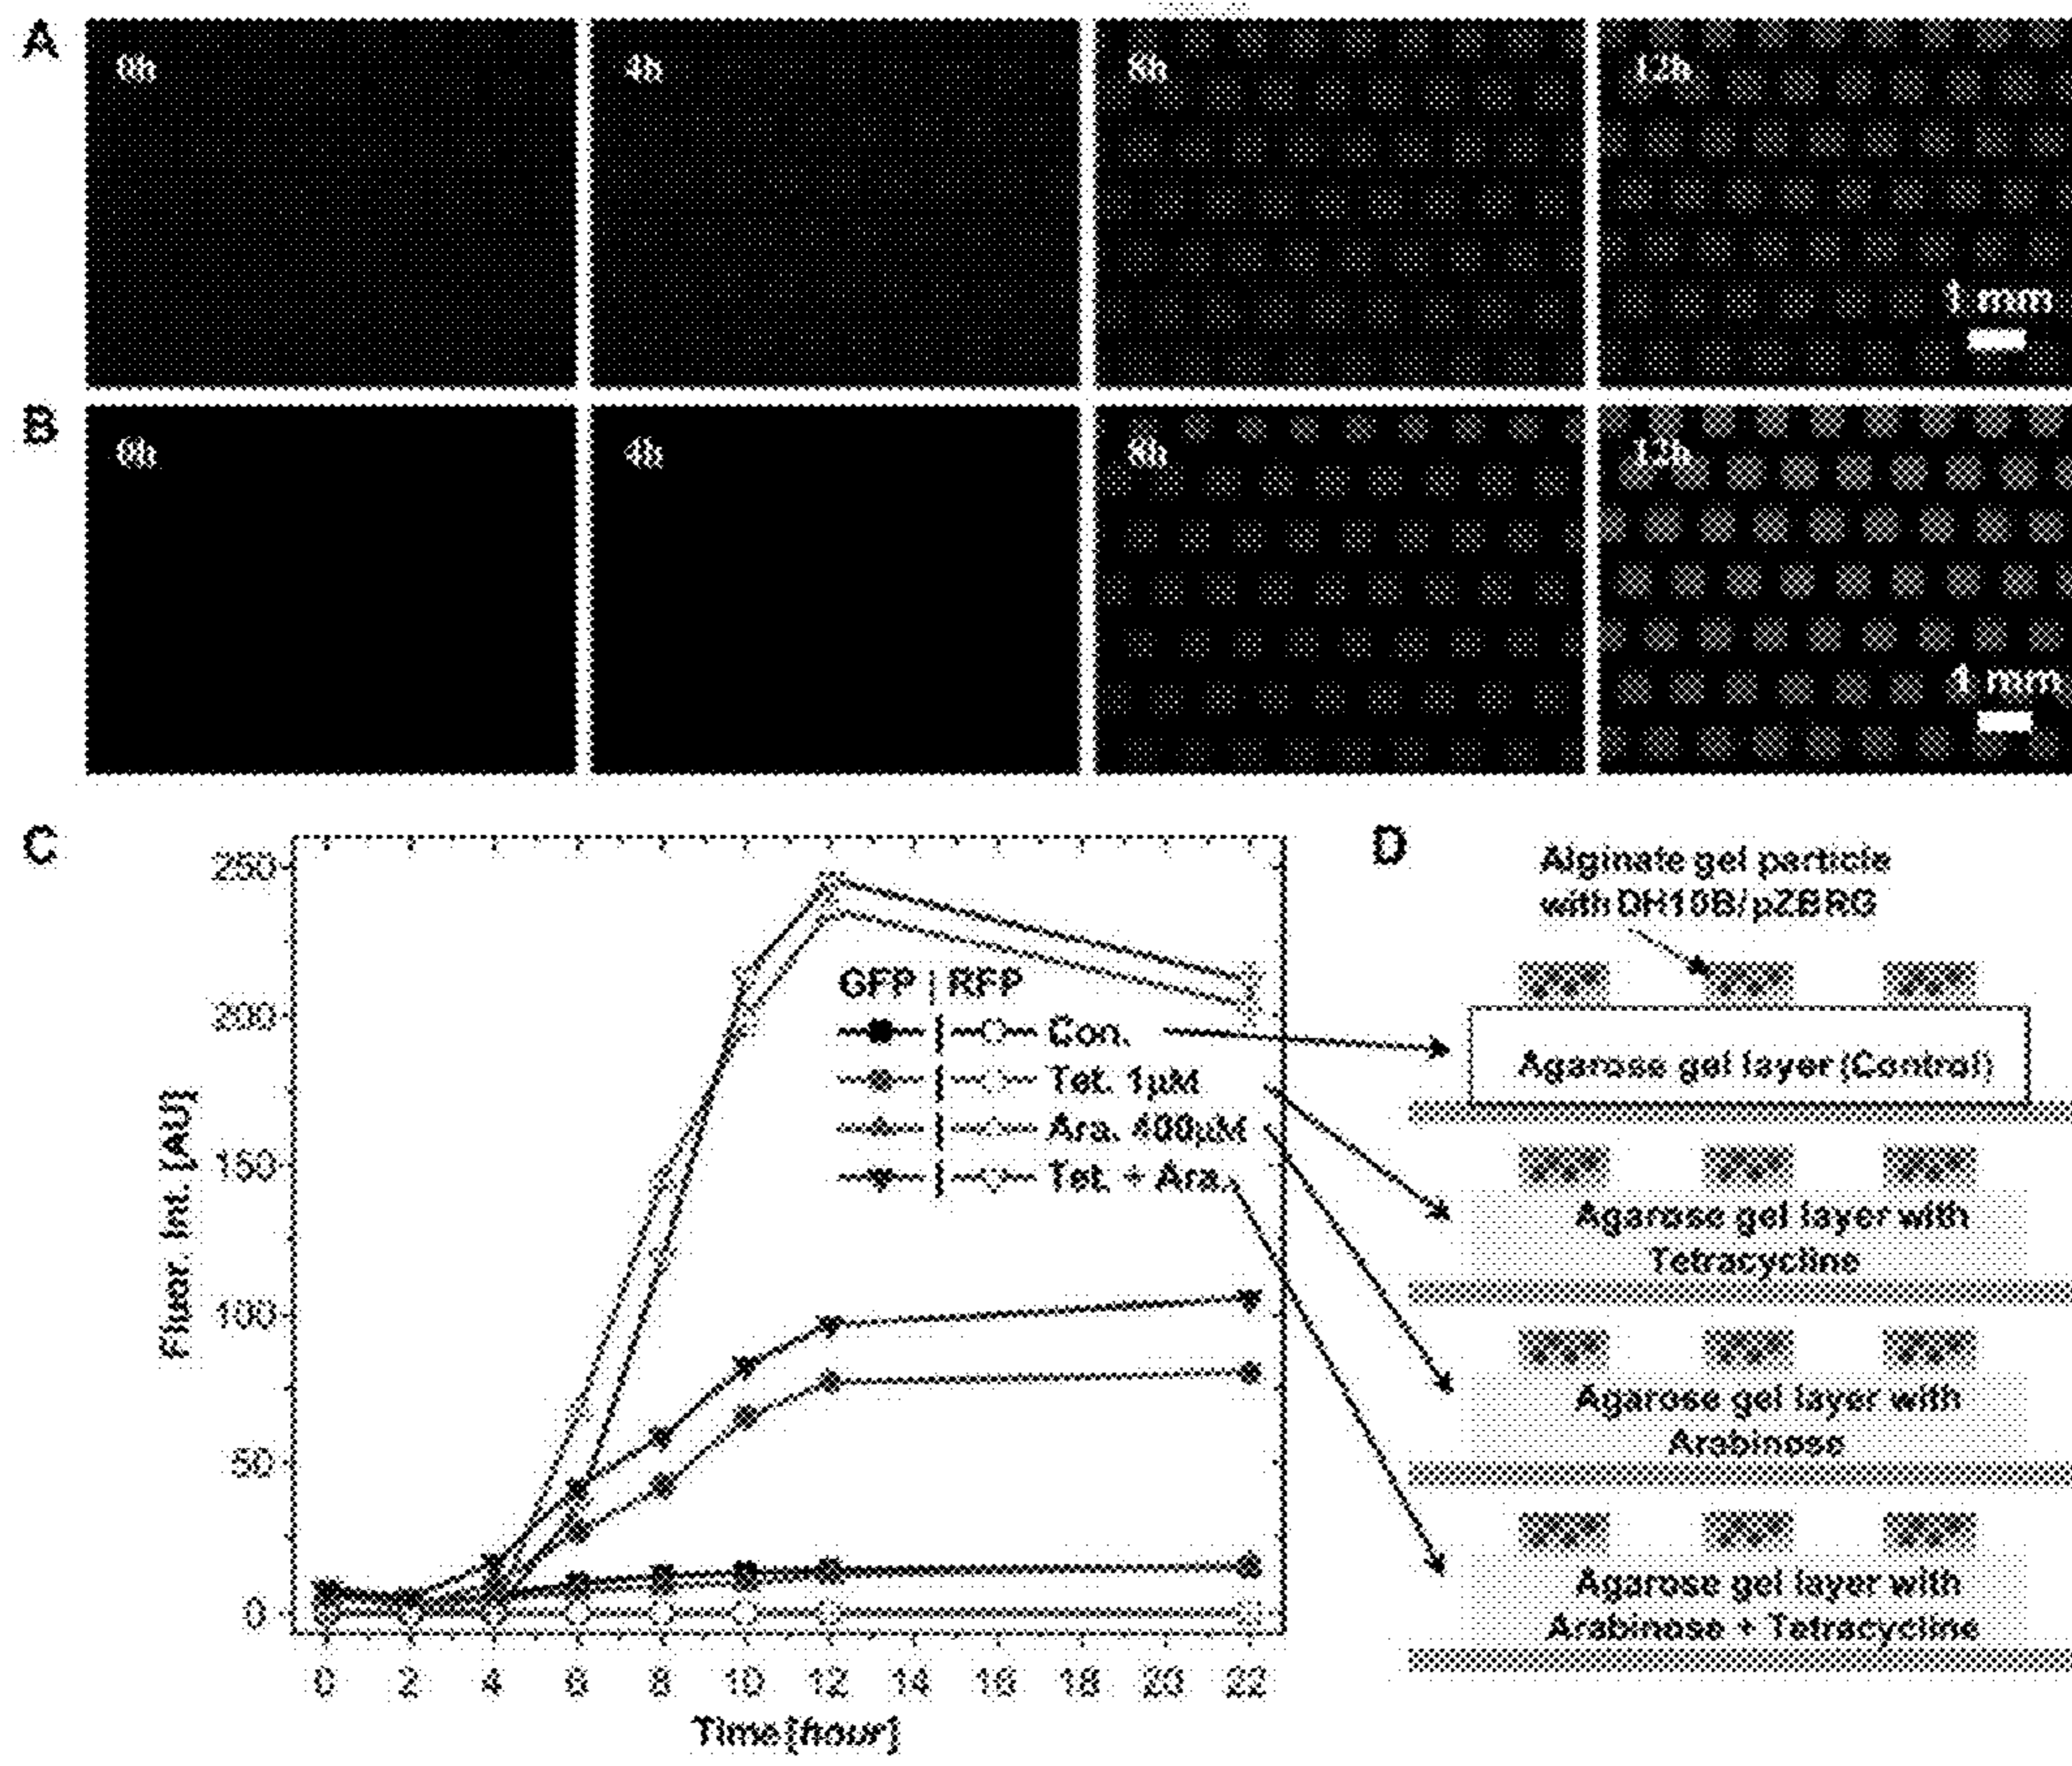 A
0h
4h
8h
12h
1 mm
B
0h
4h
8h
12h
1 mm
C
250
200
150
100
50
0
Fluor. Int. [AU]
0 2 4 6 8 10 12 14 16 18 20 22
Time [hour]
GFP | RFP
Con.
Tet. 1µM
Ara. 400µM
Tet. + Ara.
D
Alginate gel particle
with DH10B/pZBRG
Agarose gel layer (Control)
Agarose gel layer with
Tetracycline
Agarose gel layer with
Arabinose
Agarose gel layer with
Arabinose + Tetracycline